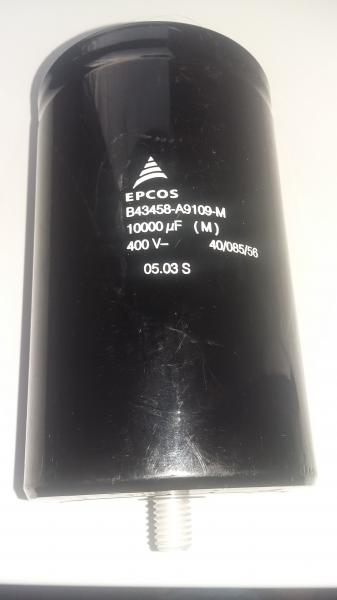 EPCOS
B43458-A9109-M
10000 µF (M)
400 V– 40/085/56
05.03 S